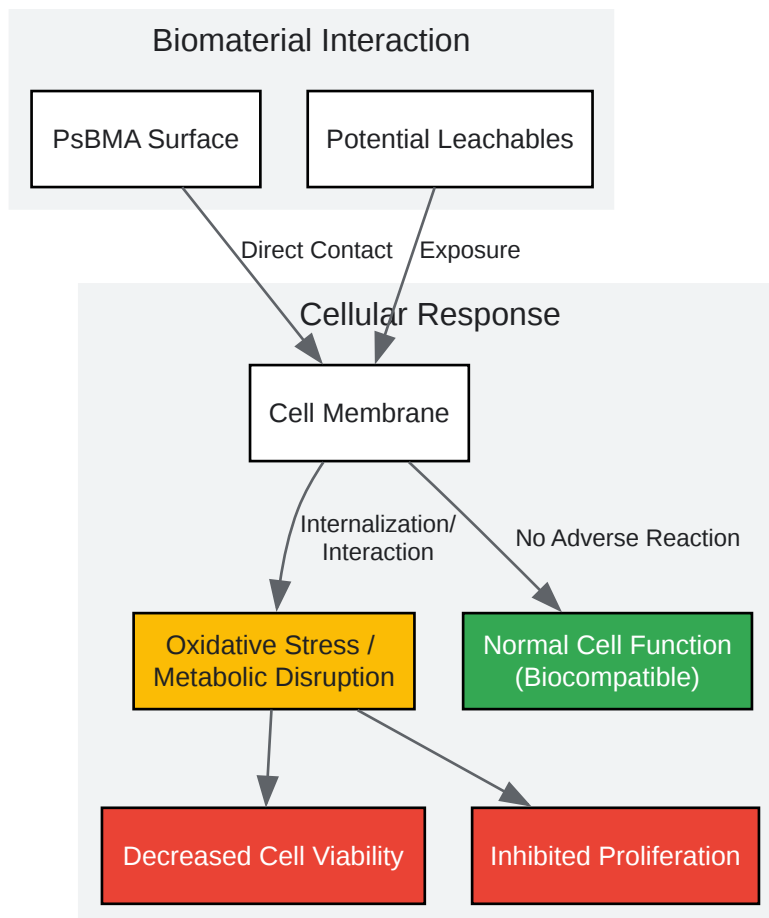 Biomaterial Interaction
PsBMA Surface
Potential Leachables
Direct Contact
Exposure
Cellular Response
Cell Membrane
Internalization/
Interaction
No Adverse Reaction
Oxidative Stress /
Metabolic Disruption
Normal Cell Function
(Biocompatible)
Decreased Cell Viability
Inhibited Proliferation